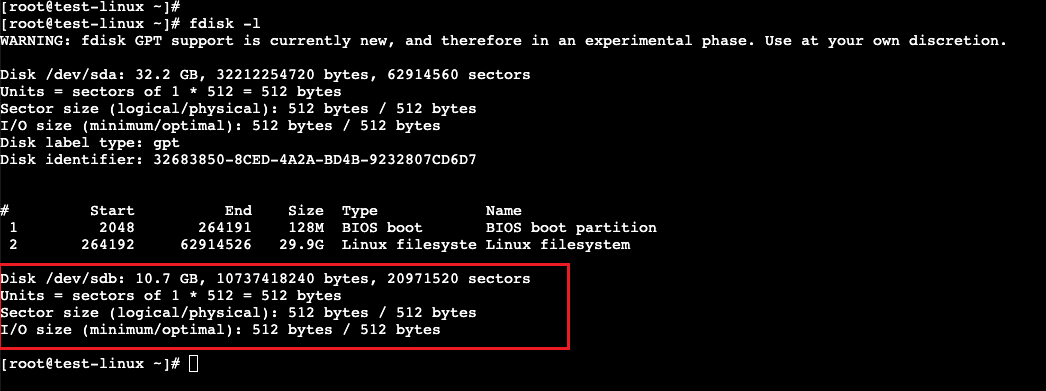 [root@test-linux ~]#
[root@test-linux ~]# fdisk -l
WARNING: fdisk GPT support is currently new, and therefore in an experimental phase. Use at your own discretion.
Disk /dev/sda: 32.2 GB, 32212254720 bytes, 62914560 sectors
Units = sectors of 1 * 512 = 512 bytes
Sector size (logical/physical): 512 bytes / 512 bytes
I/O size (minimum/optimal): 512 bytes / 512 bytes
Disk label type: gpt
Disk identifier: 32683850-8CED-4A2A-BD4B-9232807CD6D7
#         Start          End    Size  Type            Name
 1         2048       264191    128M  BIOS boot       BIOS boot partition
 2       264192     62914526   29.9G  Linux filesyste Linux filesystem
Disk /dev/sdb: 10.7 GB, 10737418240 bytes, 20971520 sectors
Units = sectors of 1 * 512 = 512 bytes
Sector size (logical/physical): 512 bytes / 512 bytes
I/O size (minimum/optimal): 512 bytes / 512 bytes
[root@test-linux ~]#